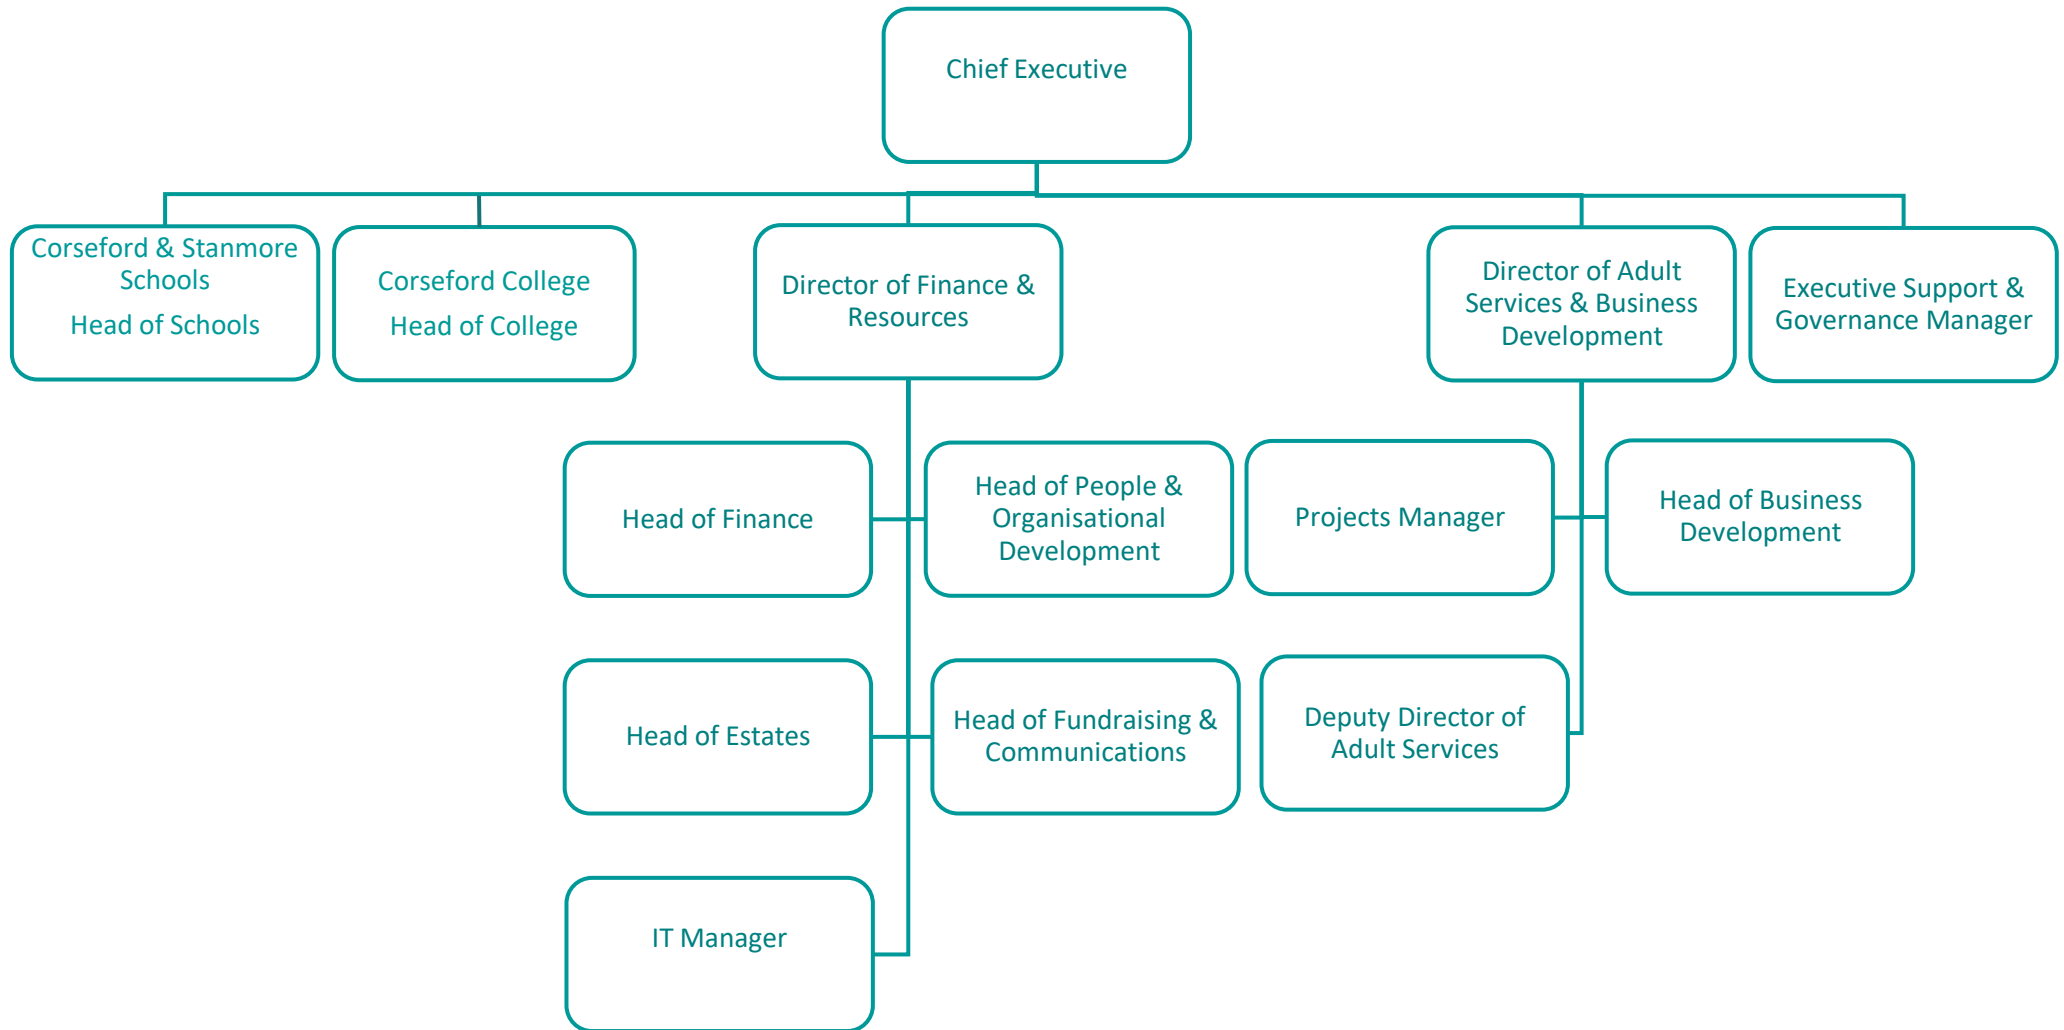 Chief Executive
Corseford & Stanmore
Schools
Head of Schools
Corseford College
Head of College
Director of Finance &
Resources
Director of Adult
Services & Business
Development
Executive Support &
Governance Manager
Head of Finance
Head of People &
Organisational
Development
Projects Manager
Head of Business
Development
Head of Estates
Head of Fundraising &
Communications
Deputy Director of
Adult Services
IT Manager